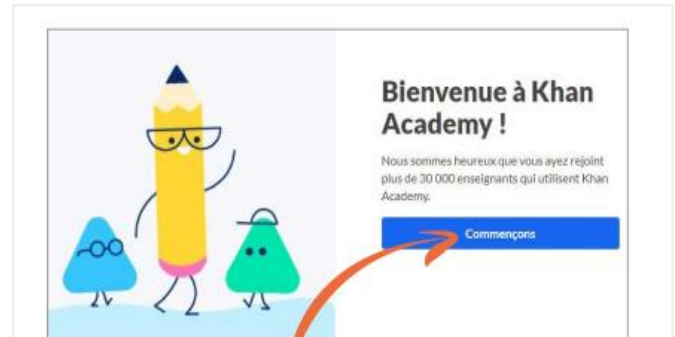 Bienvenue à Khan
Academy !
Nous sommes heureux que vous ayez rejoint
plus de 30 000 enseignants qui utilisent Khan
Academy.
Commençons